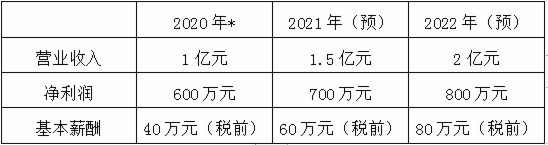 2020年* 2021年（预） 2022年（预）
营业收入 1亿元 1.5亿元 2亿元
净利润 600万元 700万元 800万元
基本薪酬 40万元（税前） 60万元（税前） 80万元（税前）